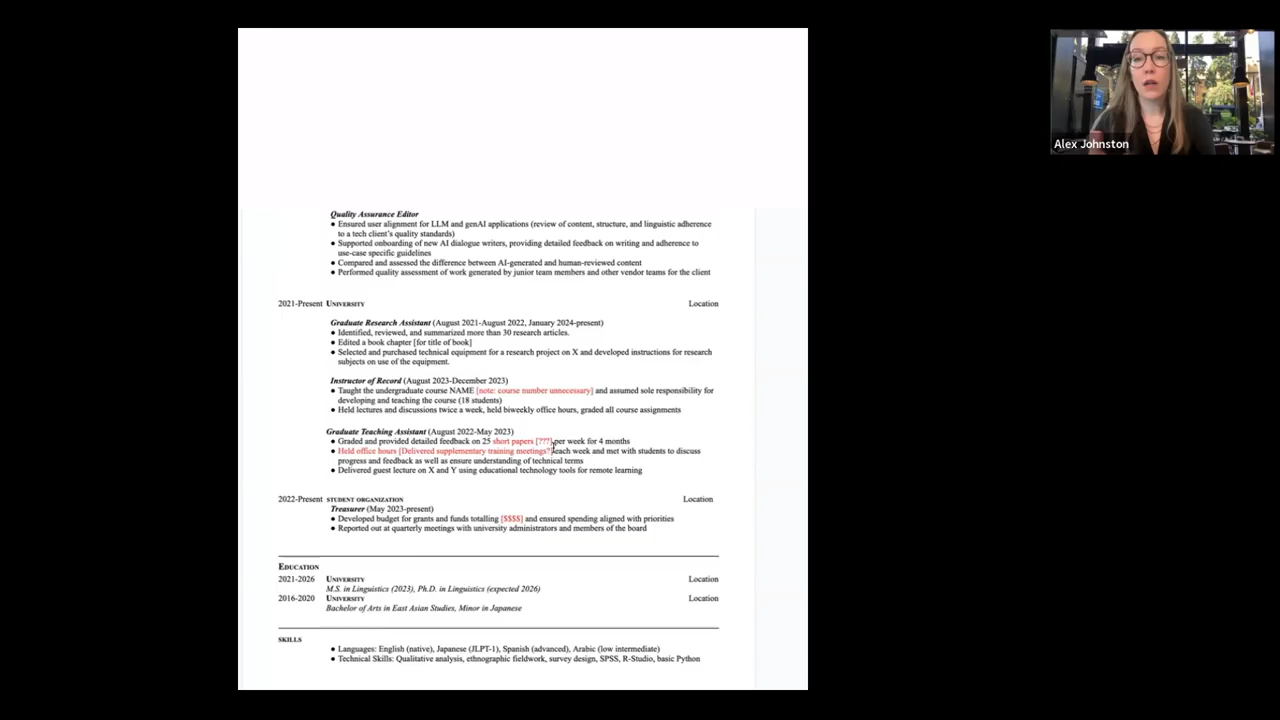 Alex Johnston
Quality Assurance Editor
● Ensured user alignment for LLM and genAI applications (review of content, structure, and linguistic adherence
to a tech client's quality standards)
● Supported onboarding of new AI dialogue writers, providing detailed feedback on writing and adherence to
use-case specific guidelines
● Compared and assessed the difference between AI-generated and human-reviewed content
● Performed quality assessment of work generated by junior team members and other vendor teams for the client
2021-Present UNIVERSITY Location
Graduate Research Assistant (August 2021-August 2022, January 2024-present)
● Identified, reviewed, and summarized more than 30 research articles.
● Edited a book chapter [for title of book]
● Selected and purchased technical equipment for a research project on X and developed instructions for research
subjects on use of the equipment.
Instructor of Record (August 2023-December 2023)
● Taught the undergraduate course NAME [note: course number unnecessary] and assumed sole responsibility for
developing and teaching the course (18 students)
● Held lectures and discussions twice a week, held biweekly office hours, graded all course assignments
Graduate Teaching Assistant (August 2022-May 2023)
● Graded and provided detailed feedback on 25 short papers [???] per week for 4 months
● Held office hours [Delivered supplementary training meetings?] each week and met with students to discuss
progress and feedback as well as ensure understanding of technical terms
● Delivered guest lecture on X and Y using educational technology tools for remote learning
2022-Present STUDENT ORGANIZATION Location
Treasurer (May 2023-present)
● Developed budget for grants and funds totalling [$$$$] and ensured spending aligned with priorities
● Reported out at quarterly meetings with university administrators and members of the board
EDUCATION
2021-2026 UNIVERSITY Location
M.S. in Linguistics (2023), Ph.D. in Linguistics (expected 2026)
2016-2020 UNIVERSITY Location
Bachelor of Arts in East Asian Studies, Minor in Japanese
SKILLS
● Languages: English (native), Japanese (JLPT-1), Spanish (advanced), Arabic (low intermediate)
● Technical Skills: Qualitative analysis, ethnographic fieldwork, survey design, SPSS, R-Studio, basic Python